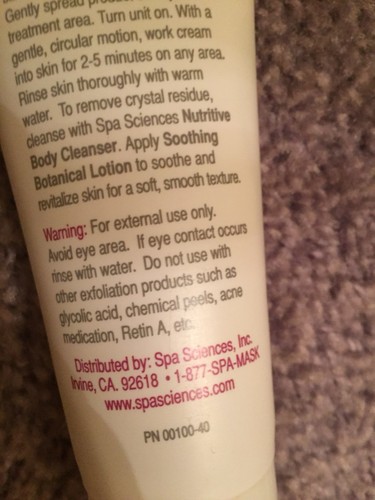 Gently spread
treatment area. Turn unit on. With a
gentle, circular motion, work cream
into skin for 2-5 minutes on any area.
Rinse skin thoroughly with warm
water. To remove crystal residue,
cleanse with Spa Sciences Nutritive
Body Cleanser. Apply Soothing
Botanical Lotion to soothe and
revitalize skin for a soft, smooth texture.
Warning: For external use only.
Avoid eye area. If eye contact occurs
rinse with water. Do not use with
other exfoliation products such as
glycolic acid, chemical peels, acne
medication, Retin A, etc.
Distributed by: Spa Sciences, Inc.
Irvine, CA. 92618 • 1-877-SPA-MASK
www.spasciences.com
PN 00100-40